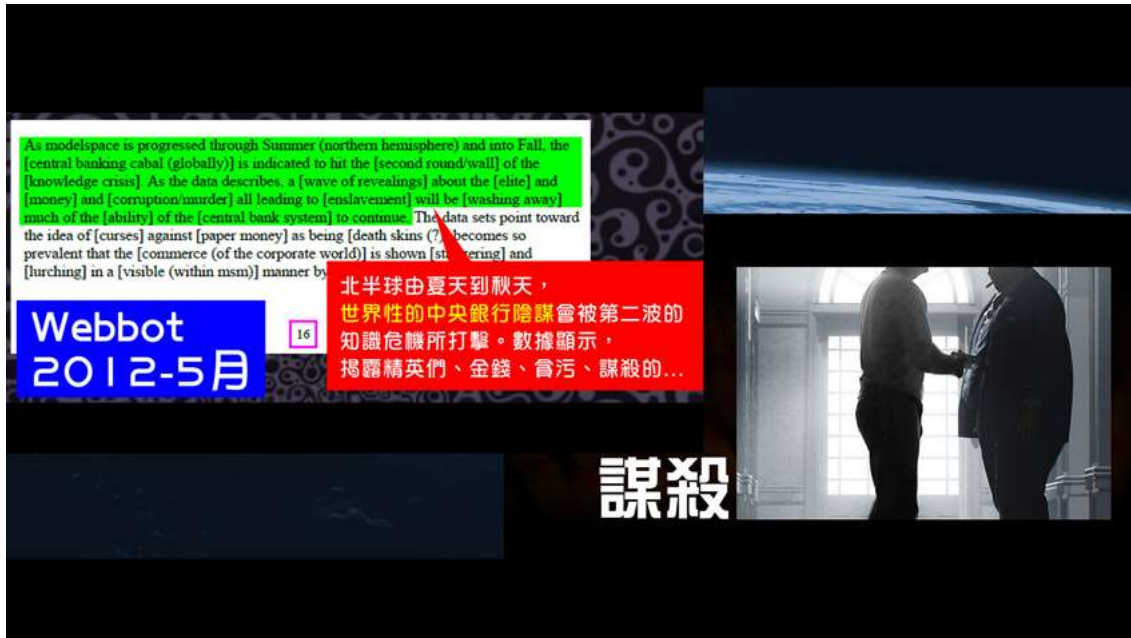 As modelspace is progressed through Summer (northern hemisphere) and into Fall, the
[central banking cabal (globally)] is indicated to hit the [second round/wall] of the
[knowledge crisis]. As the data describes, a [wave of revealings] about the [elite] and
[money] and [corruption/murder] all leading to [enslavement] will be [washing away]
much of the [ability] of the [central bank system] to continue. The data sets point toward
the idea of [curses] against [paper money] as being [death skins (?) becomes so
prevalent that the [commerce (of the corporate world)] is shown and
[lurching] in a [visible (within msm)] manner by
16
Webbot
2012-5月
北半球由夏天到秋天，
世界性的中央銀行陰謀會被第二波的
知識危機所打擊。數據顯示，
揭露精英們、金錢、貪污、謀殺的...
謀殺